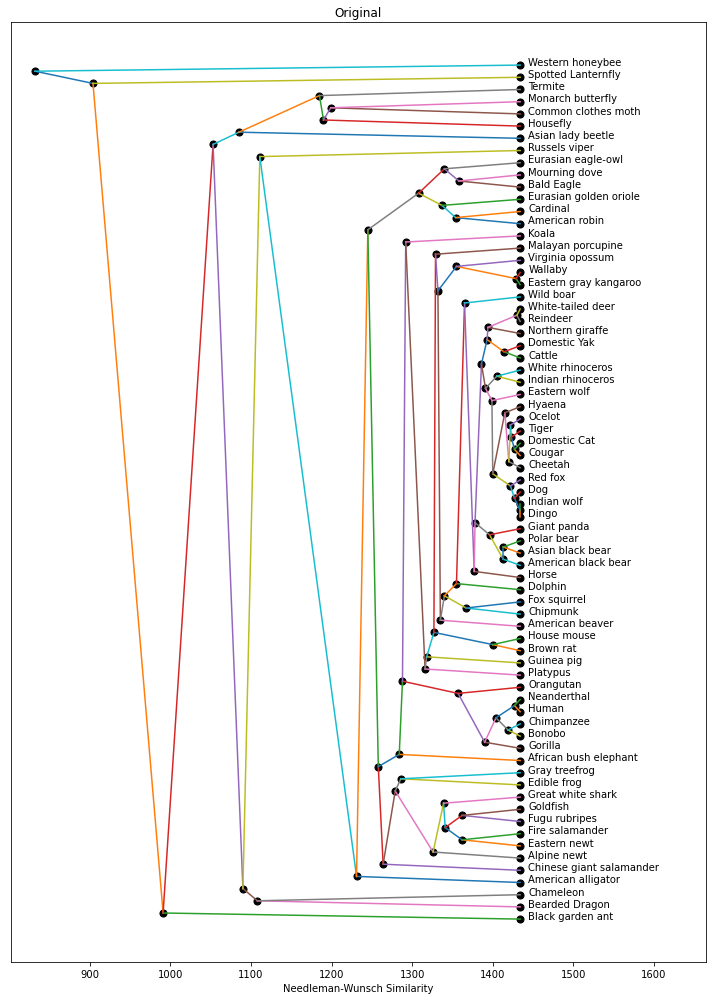 Original
Western honeybee
Spotted Lanternfly
Termite
Monarch butterfly
Common clothes moth
Housefly
Asian lady beetle
Russels viper
Eurasian eagle-owl
Mourning dove
Bald Eagle
Eurasian golden oriole
Cardinal
American robin
Koala
Malayan porcupine
Virginia opossum
Wallaby
Eastern gray kangaroo
Wild boar
White-tailed deer
Reindeer
Northern giraffe
Domestic Yak
Cattle
White rhinoceros
Indian rhinoceros
Eastern wolf
Hyaena
Ocelot
Tiger
Domestic Cat
Cougar
Cheetah
Red fox
Dog
Indian wolf
Dingo
Giant panda
Polar bear
Asian black bear
American black bear
Horse
Dolphin
Fox squirrel
Chipmunk
American beaver
House mouse
Brown rat
Guinea pig
Platypus
Orangutan
Neanderthal
Human
Chimpanzee
Bonobo
Gorilla
African bush elephant
Gray treefrog
Edible frog
Great white shark
Goldfish
Fugu rubripes
Fire salamander
Eastern newt
Alpine newt
Chinese giant salamander
American alligator
Chameleon
Bearded Dragon
Black garden ant
900 1000 1100 1200 1300 1400 1500 1600
Needleman-Wunsch Similarity